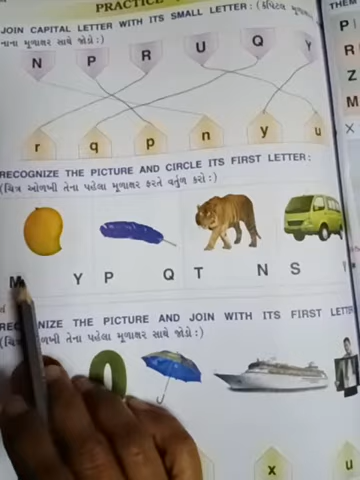 PRACTICE
JOIN CAPITAL LETTER WITH ITS SMALL LETTER : (કેપિટલ
નાના મૂળાક્ષર સાથે જોડો :)
N P R U Q Y
r q p n y u
RECOGNIZE THE PICTURE AND CIRCLE ITS FIRST LETTER :
(ચિત્ર ઓળખી તેના પહેલા મૂળાક્ષર ફરતે વર્તુળ કરો :)
M Y P Q T N S
RECOGNIZE THE PICTURE AND JOIN WITH ITS FIRST LETTER
ઓળખી તેના પહેલા મૂળાક્ષર સાથે જોડો :)
x u
THEM
P
R
Z
M
X